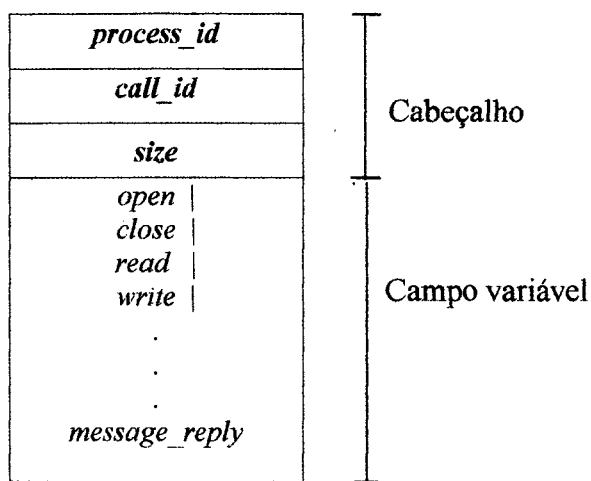 process_id
call_id
Cabeçalho
size
open |
close |
read |
write |
Campo variável
.
.
.
message_reply